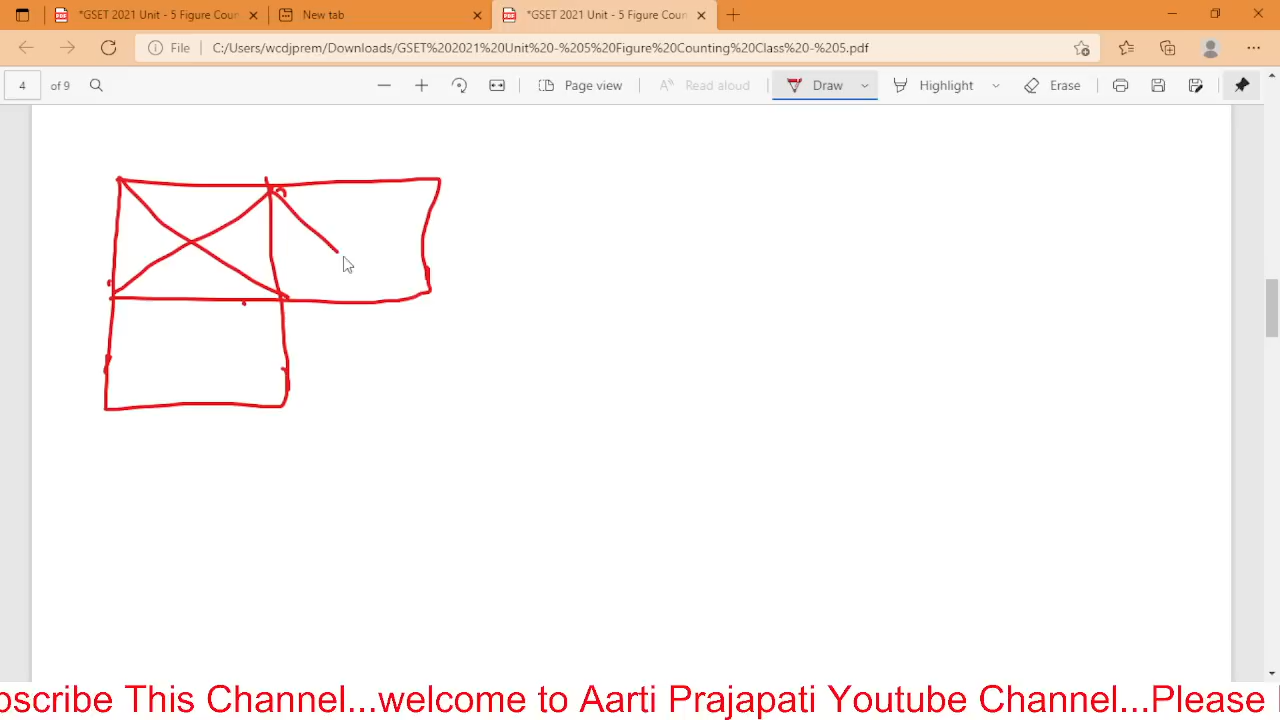 *GSET 2021 Unit - 5 Figure Coun
New tab
*GSET 2021 Unit - 5 Figure Coun
File
C:/Users/wcdjprem/Downloads/GSET%202021%20Unit%20-%205%20Figure%20Counting%20Class%20-%205.pdf
4 of 9
Page view
Read aloud
Draw
Highlight
Erase
bscribe This Channel...welcome to Aarti Prajapati Youtube Channel...Please